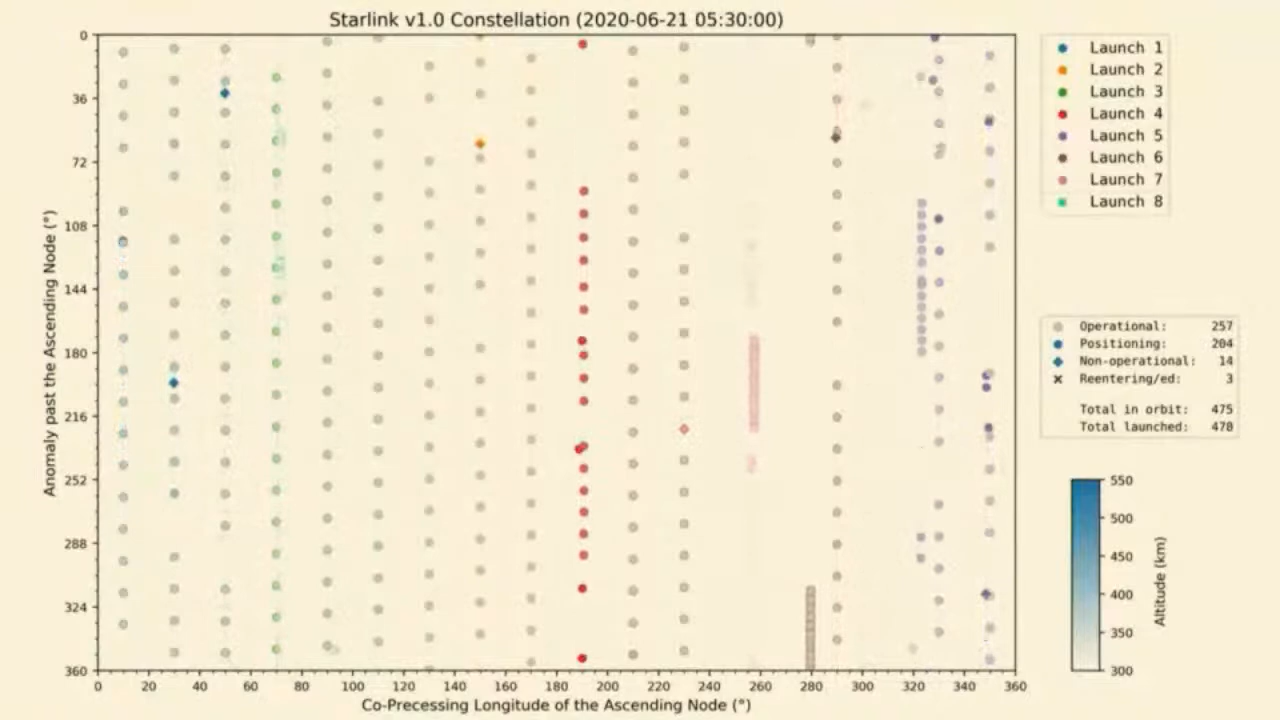 Starlink v1.0 Constellation (2020-06-21 05:30:00)
0
36
72
108
144
180
216
252
288
324
360
Anomaly past the Ascending Node (°)
0 20 40 60 80 100 120 140 160 180 200 220 240 260 280 300 320 340 360
Co-Precessing Longitude of the Ascending Node (°)
Launch 1
Launch 2
Launch 3
Launch 4
Launch 5
Launch 6
Launch 7
Launch 8
Operational: 257
Positioning: 204
Non-operational: 14
Reentering/ed: 3
Total in orbit: 475
Total launched: 478
550
500
450
400
350
300
Altitude (km)